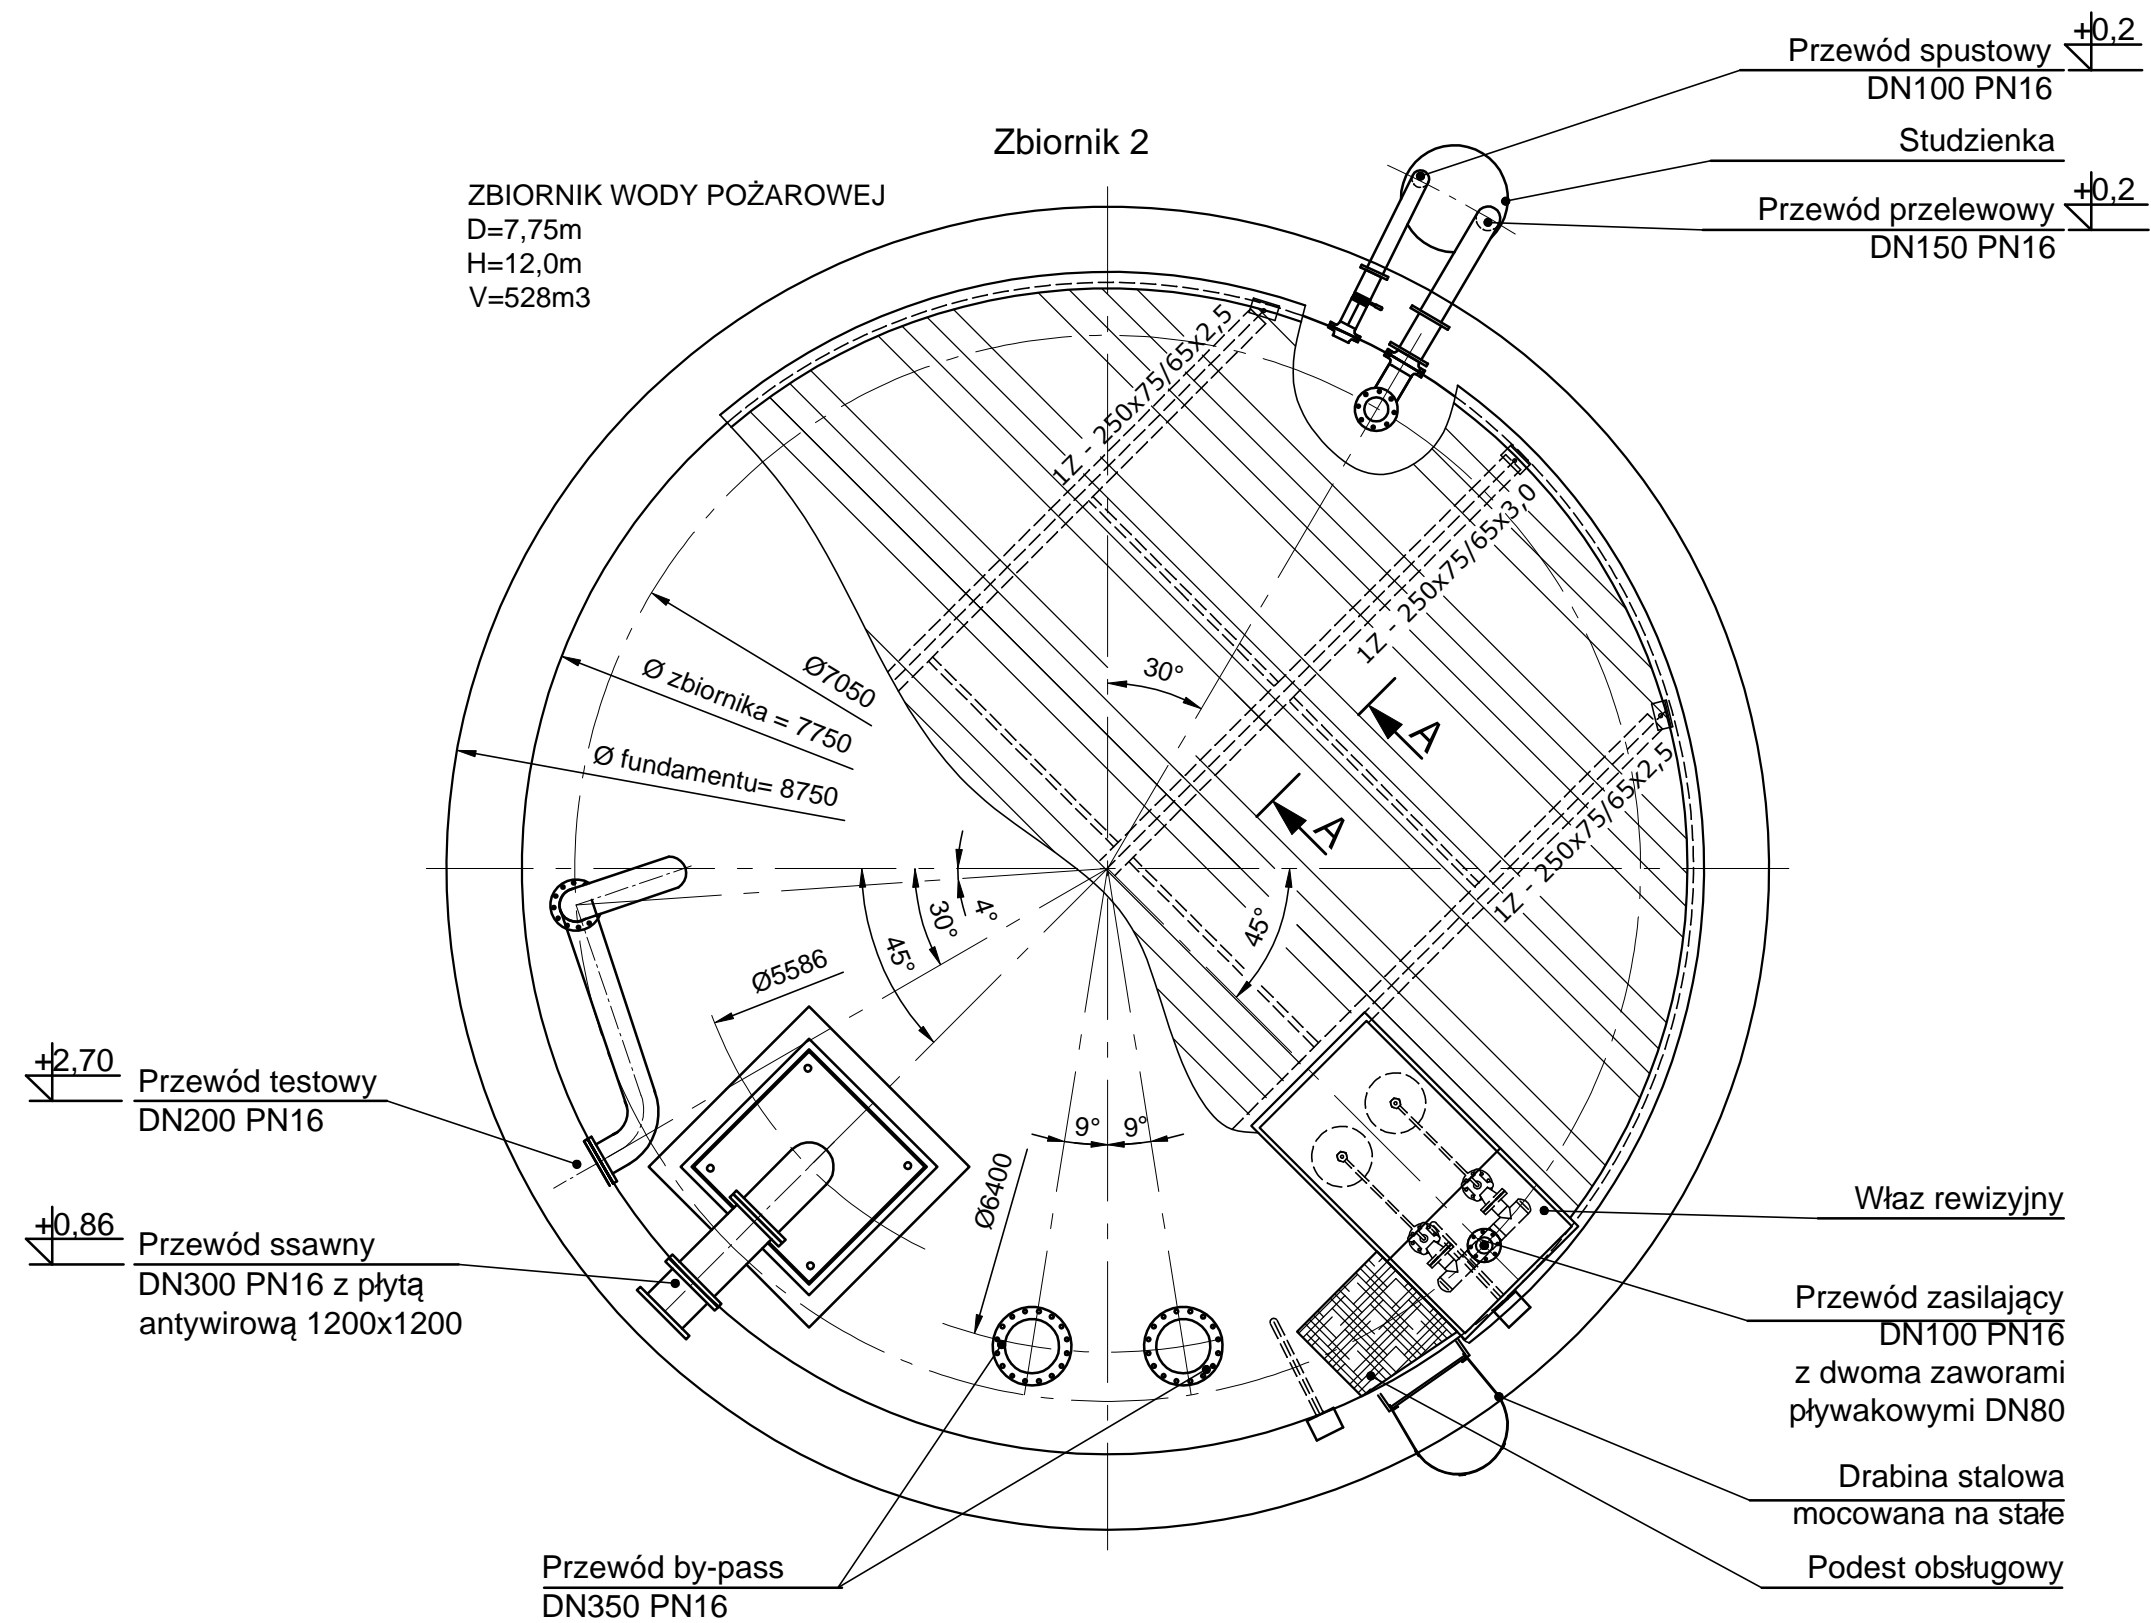 +0,2
Przewód spustowy
DN100 PN16
Zbiornik 2
Studzienka
ZBIORNIK WODY POŻAROWEJ
D=7,75m
H=12,0m
V=528m3
+0,2
Przewód przelewowy
DN150 PN16
1Z - 250x75/65x2,5
1Z - 250x75/65x3,0
1Z - 250x75/65x2,5
Ø7050
Ø zbiornika = 7750
Ø fundamentu= 8750
30°
A
A
4°
30°
45°
45°
Ø5586
9°
9°
Ø6400
+2,70
Przewód testowy
DN200 PN16
+0,86
Przewód ssawny
DN300 PN16 z płytą
antywirową 1200x1200
Właz rewizyjny
Przewód zasilający
DN100 PN16
z dwoma zaworami
pływakowymi DN80
Drabina stalowa
mocowana na stałe
Podest obsługowy
Przewód by-pass
DN350 PN16